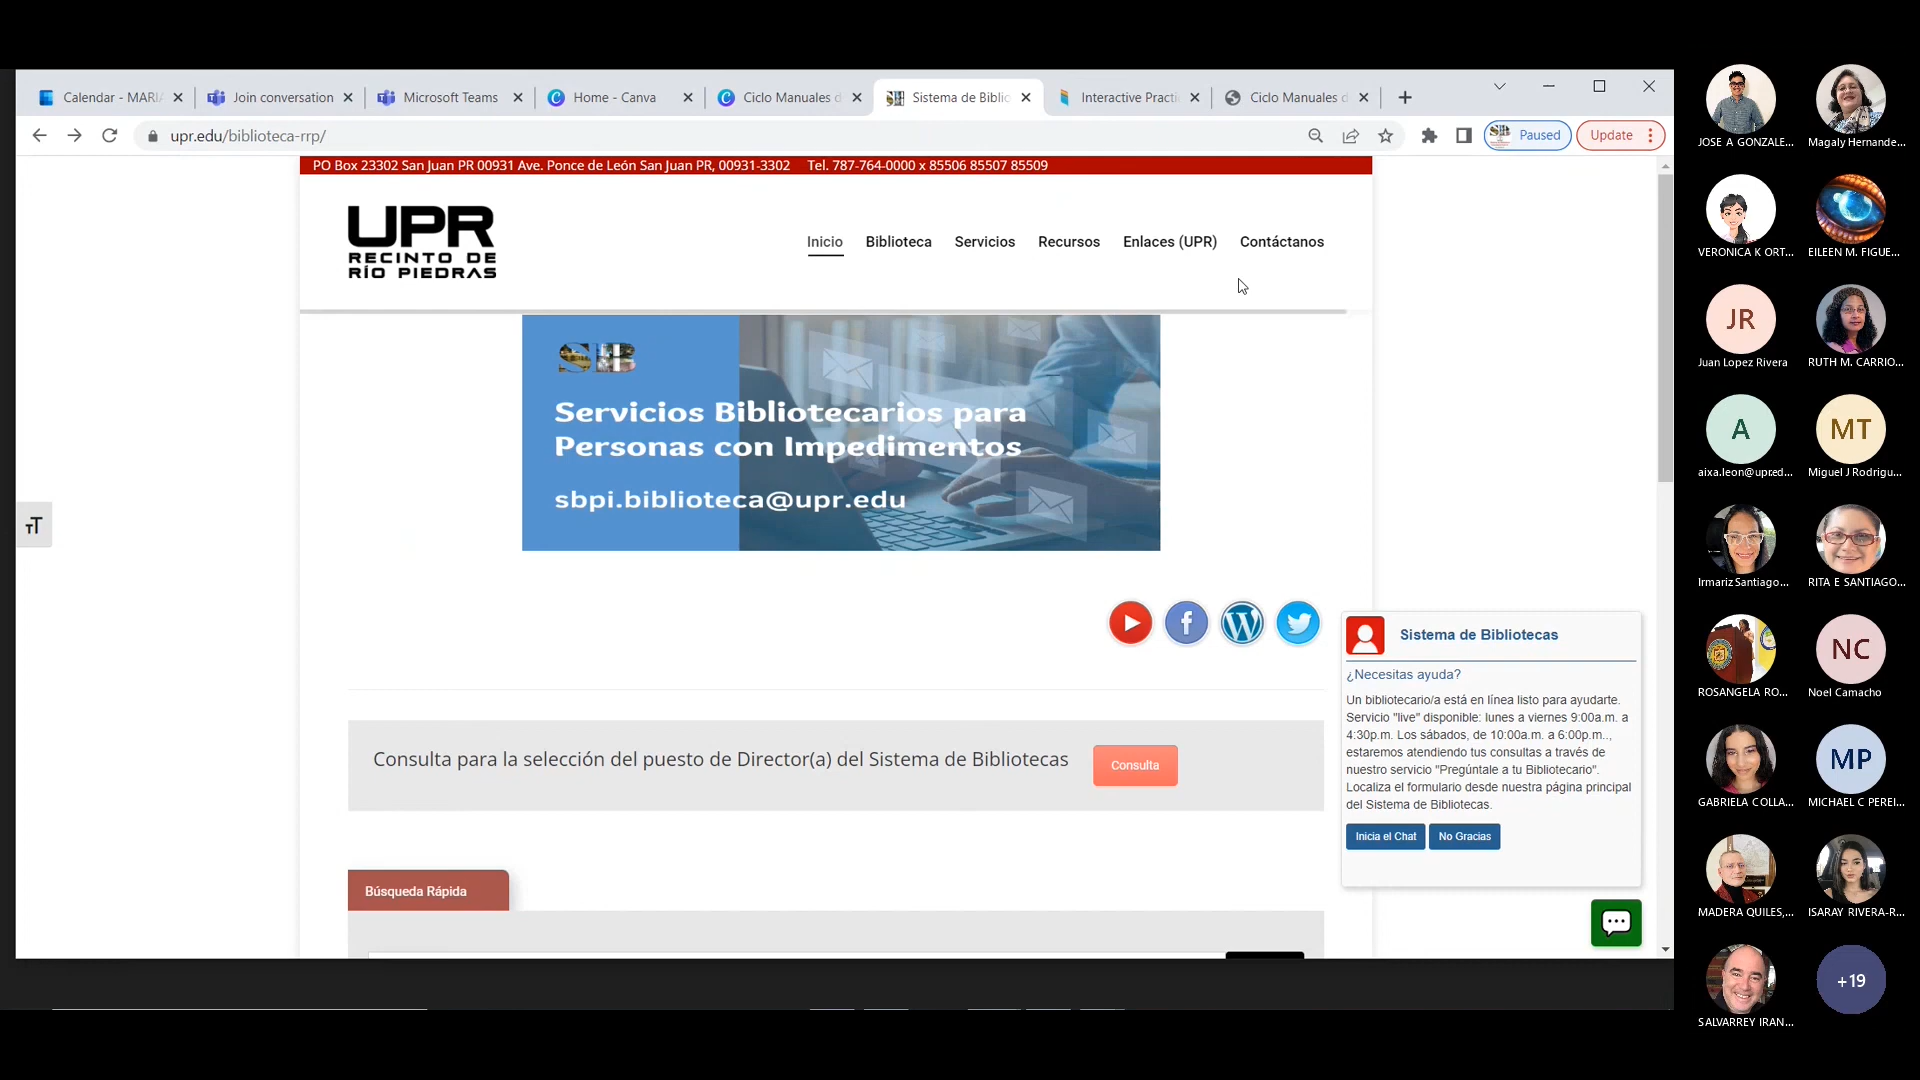 Calendar - MARIA
Join conversation
Microsoft Teams
Home - Canva
Ciclo Manuales d
Sistema de Biblio
Interactive Practi
Ciclo Manuales d
upr.edu/biblioteca-rrp/
Paused
Update
PO Box 23302 San Juan PR 00931 Ave. Ponce de León San Juan PR, 00931-3302 Tel. 787-764-0000 x 85506 85507 85509
UPR
RECINTO DE
RÍO PIEDRAS
Inicio
Biblioteca
Servicios
Recursos
Enlaces (UPR)
Contáctanos
TT
SB
Servicios Bibliotecarios para
Personas con Impedimentos
sbpi.biblioteca@upr.edu
Consulta para la selección del puesto de Director(a) del Sistema de Bibliotecas
Consulta
Búsqueda Rápida
Sistema de Bibliotecas
¿Necesitas ayuda?
Un bibliotecario/a está en línea listo para ayudarte.
Servicio "live" disponible: lunes a viernes 9:00a.m. a
4:30p.m. Los sábados, de 10:00a.m. a 6:00p.m.,
estaremos atendiendo tus consultas a través de
nuestro servicio "Pregúntale a tu Bibliotecario".
Localiza el formulario desde nuestra página principal
del Sistema de Bibliotecas.
Inicia el Chat
No Gracias
JOSE A GONZALE...
Magaly Hernande...
VERONICA K ORT...
EILEEN M. FIGUE...
JR
Juan Lopez Rivera
RUTH M. CARRIO...
A
aixa.leon@upr.ed...
MT
Miguel J Rodrigu...
Irmariz Santiago...
RITA E SANTIAGO...
ROSANGELA RO...
NC
Noel Camacho
GABRIELA COLLA...
MP
MICHAEL C PEREI...
MADERA QUILES,...
ISARAY RIVERA-R...
SALVARREY IRAN...
+19